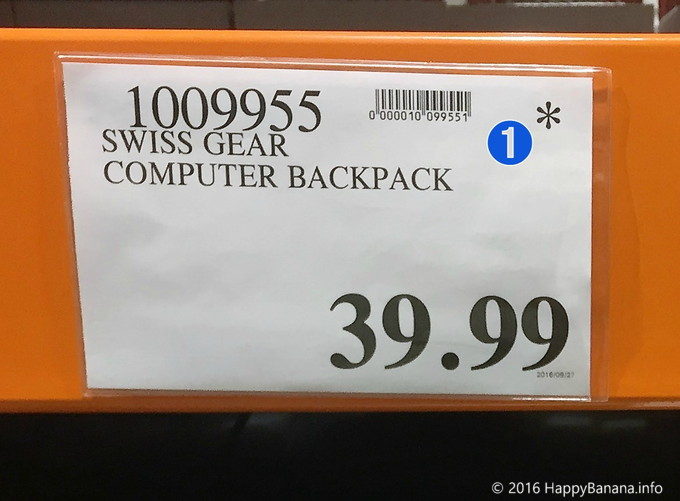 1009955
0 000010 099551
1 *
SWISS GEAR
COMPUTER BACKPACK
39.99
2016/06/27
© 2016 HappyBanana.info